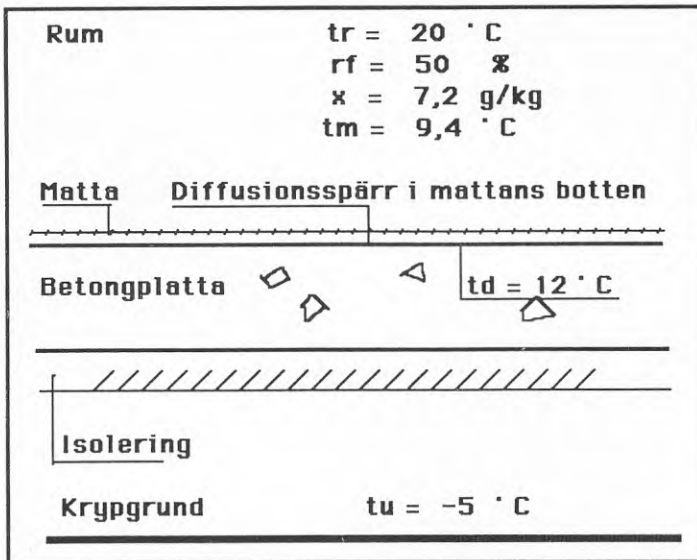 Rum tr = 20 °C
rf = 50 %
x = 7,2 g/kg
tm = 9,4 °C
Matta Diffusionsspärr i mattans botten
Betongplatta td = 12 °C
Isolering
Krypgrund tu = -5 °C